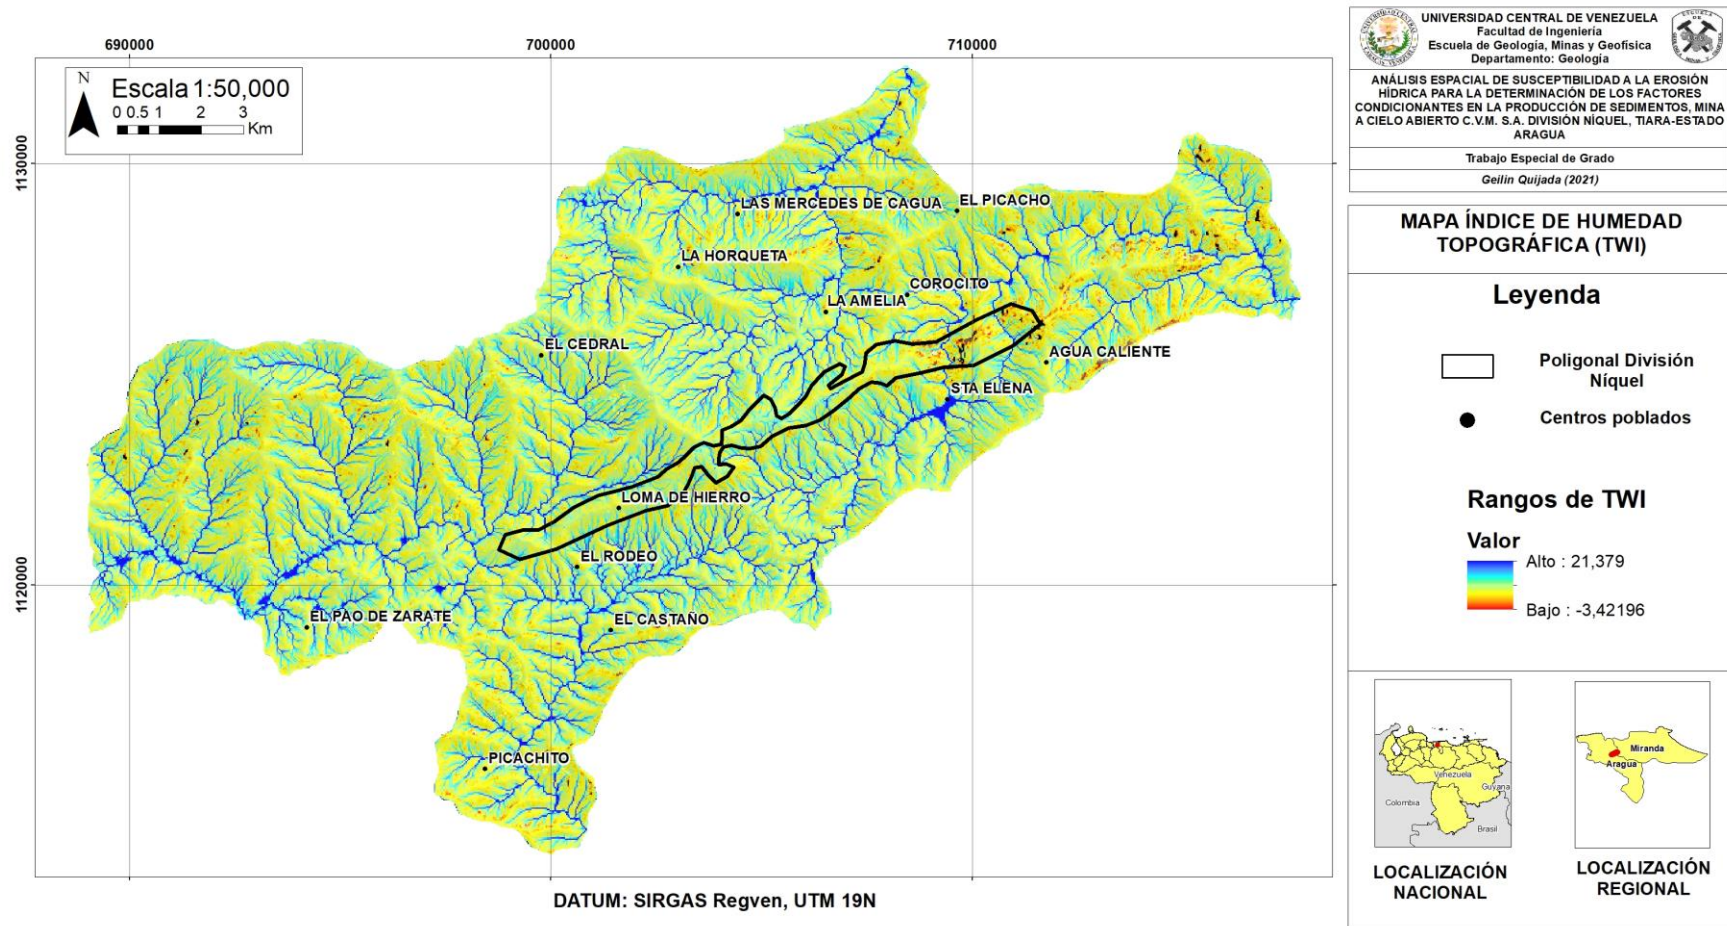 690000
700000
710000
1130000
1120000
N
Escala 1:50,000
0 0.5 1 2 3
Km
LAS MERCEDES DE CAGUA
EL PICACHO
LA HORQUETA
COROCITO
LA AMELIA
EL CEDRAL
AGUA CALIENTE
STA ELENA
LOMA DE HIERRO
EL RODEO
EL PAO DE ZARATE
EL CASTAÑO
PICACHITO
DATUM: SIRGAS Regven, UTM 19N
UNIVERSIDAD CENTRAL DE VENEZUELA
Facultad de Ingeniería
Escuela de Geología, Minas y Geofísica
Departamento: Geología
ANÁLISIS ESPACIAL DE SUSCEPTIBILIDAD A LA EROSIÓN
HÍDRICA PARA LA DETERMINACIÓN DE LOS FACTORES
CONDICIONANTES EN LA PRODUCCIÓN DE SEDIMENTOS, MINA
A CIELO ABIERTO C.V.M. S.A. DIVISIÓN NÍQUEL, TIARA-ESTADO
ARAGUA
Trabajo Especial de Grado
Geilin Quijada (2021)
MAPA ÍNDICE DE HUMEDAD
TOPOGRÁFICA (TWI)
Leyenda
Poligonal División
Níquel
Centros poblados
Rangos de TWI
Valor
Alto : 21,379
Bajo : -3,42196
Venezuela
Guyana
Colombia
Brasil
LOCALIZACIÓN
NACIONAL
Miranda
Aragua
LOCALIZACIÓN
REGIONAL